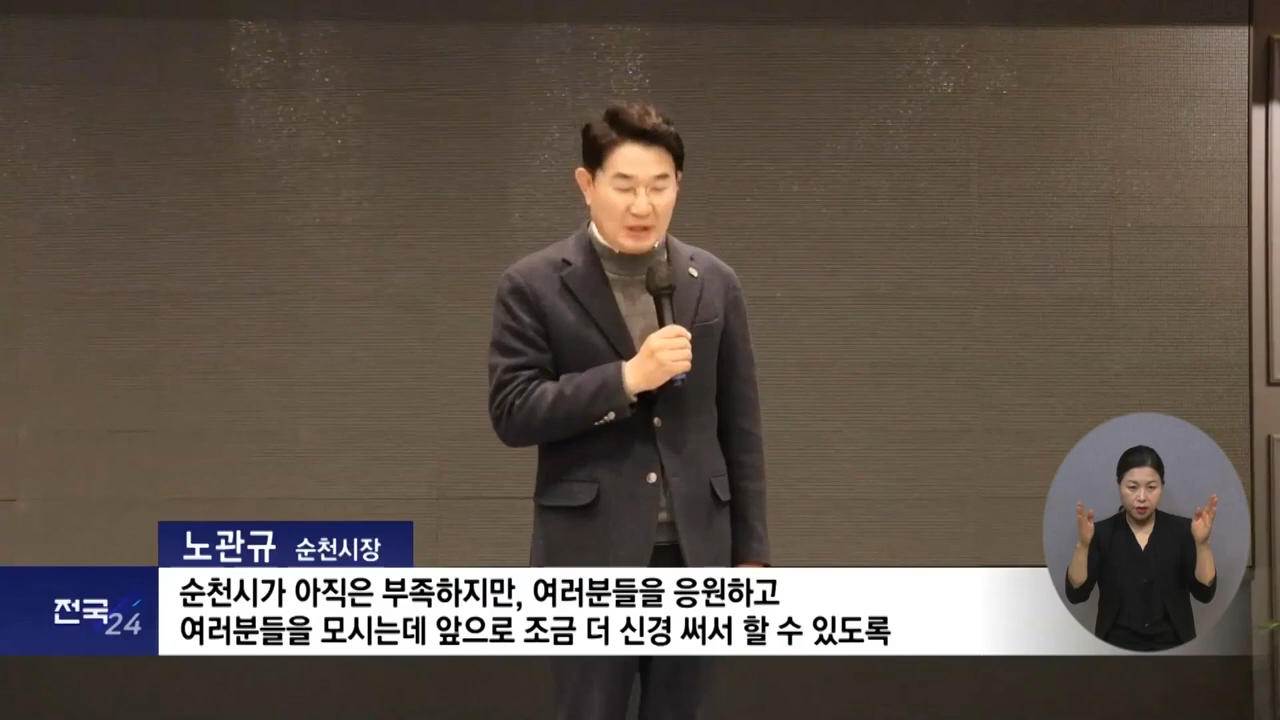 노관규 순천시장
전국24
순천시가 아직은 부족하지만, 여러분들을 응원하고
여러분들을 모시는데 앞으로 조금 더 신경 써서 할 수 있도록